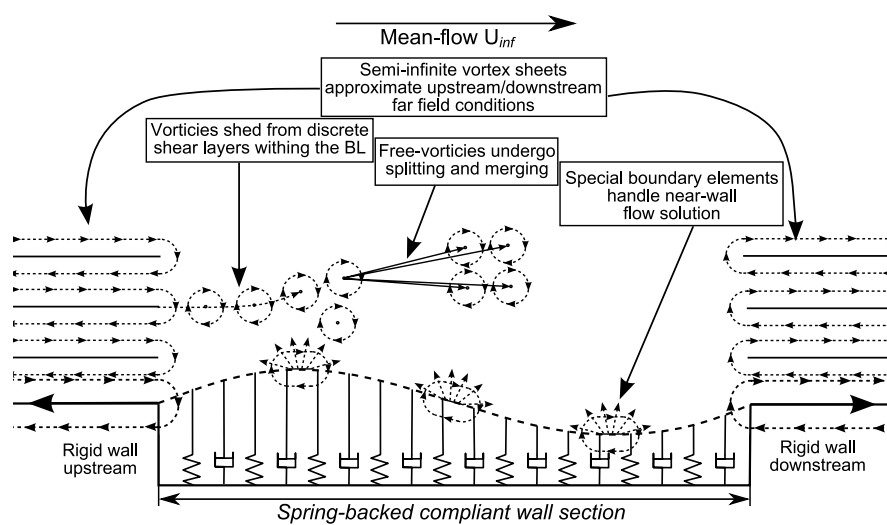 Mean-flow U_inf
Semi-infinite vortex sheets
approximate upstream/downstream
far field conditions
Vorticies shed from discrete
shear layers withing the BL
Free-vorticies undergo
splitting and merging
Special boundary elements
handle near-wall
flow solution
Rigid wall
upstream
Rigid wall
downstream
Spring-backed compliant wall section